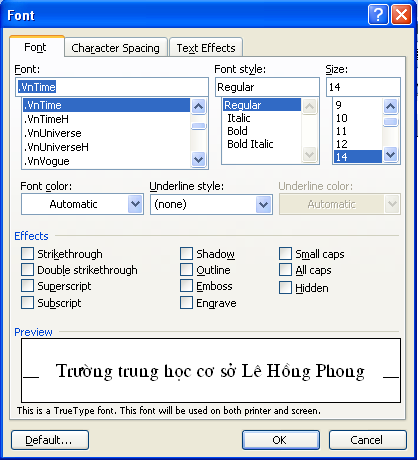 Font
Font
Character Spacing
Text Effects
Font:
Font style:
Size:
.VnTime
Regular
14
.VnTime
.VnTimeH
.VnUniverse
.VnUniverseH
.VnVogue
Regular
Italic
Bold
Bold Italic
9
10
11
12
14
Font color:
Underline style:
Underline color:
Automatic
(none)
Automatic
Effects
Strikethrough
Double strikethrough
Superscript
Subscript
Shadow
Outline
Emboss
Engrave
Small caps
All caps
Hidden
Preview
Trường trung học cơ sở Lê Hồng Phong
This is a TrueType font. This font will be used on both printer and screen.
Default...
OK
Cancel